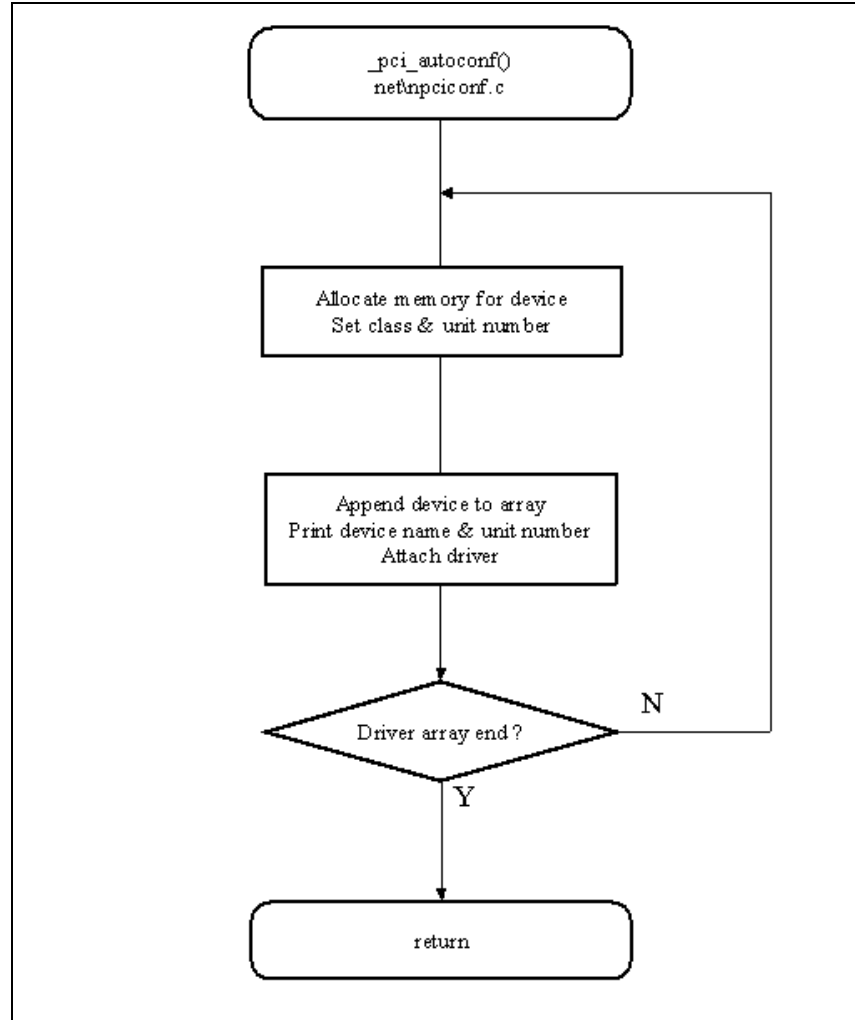 _pci_autoconf()
net\npciconf.c
Allocate memory for device
Set class & unit number
Append device to array
Print device name & unit number
Attach driver
Driver array end ?
N
Y
return